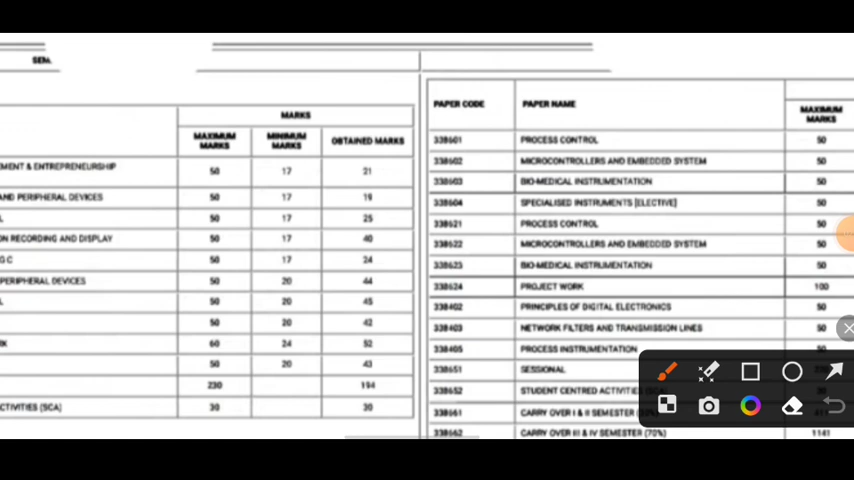 SEM.
MARKS
MAXIMUM MARKS MINIMUM MARKS OBTAINED MARKS
EMENT & ENTREPRENEURSHIP 50 17 21
AND PERIPHERAL DEVICES 50 17 19
L 50 17 25
ON RECORDING AND DISPLAY 50 17 40
G C 50 17 24
PERIPHERAL DEVICES 50 20 44
L 50 20 45
50 20 42
RK 60 24 52
50 20 43
230 194
CTIVITIES (SCA) 30 30
PAPER CODE PAPER NAME MAXIMUM MARKS
338601 PROCESS CONTROL 50
338602 MICROCONTROLLERS AND EMBEDDED SYSTEM 50
338603 BIO-MEDICAL INSTRUMENTATION 50
338604 SPECIALISED INSTRUMENTS [ELECTIVE] 50
338621 PROCESS CONTROL 50
338622 MICROCONTROLLERS AND EMBEDDED SYSTEM 50
338623 BIO-MEDICAL INSTRUMENTATION 50
338624 PROJECT WORK 100
338402 PRINCIPLES OF DIGITAL ELECTRONICS 50
338403 NETWORK FILTERS AND TRANSMISSION LINES 50
338405 PROCESS INSTRUMENTATION 50
338651 SESSIONAL
338652 STUDENT CENTRED ACTIVITIES
338661 CARRY OVER I & II SEMESTER
338662 CARRY OVER III & IV SEMESTER (70%) 1141